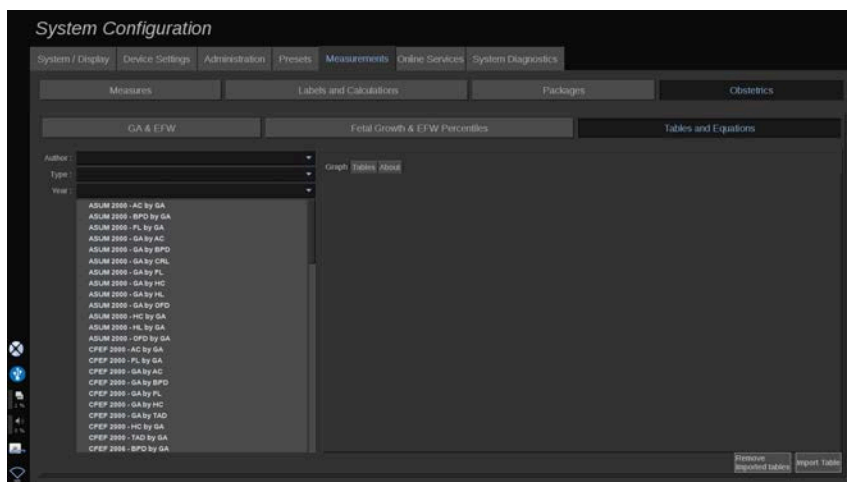 System Configuration
System / Display Device Settings Administration Presets Measurements Online Services System Diagnostics
Measures Labels and Calculations Packages Obstetrics
GA & EFW Fetal Growth & EFW Percentiles Tables and Equations
Author :
Type :
Year :
Graph Tables About
ASUM 2000 - AC by GA
ASUM 2000 - BPD by GA
ASUM 2000 - FL by GA
ASUM 2000 - GA by AC
ASUM 2000 - GA by BPD
ASUM 2000 - GA by CRL
ASUM 2000 - GA by FL
ASUM 2000 - GA by HC
ASUM 2000 - GA by HL
ASUM 2000 - GA by OFD
ASUM 2000 - HC by GA
ASUM 2000 - HL by GA
ASUM 2000 - OFD by GA
CFEF 2000 - AC by GA
CFEF 2000 - FL by GA
CFEF 2000 - GA by AC
CFEF 2000 - GA by BPD
CFEF 2000 - GA by FL
CFEF 2000 - GA by HC
CFEF 2000 - GA by TAD
CFEF 2000 - HC by GA
CFEF 2000 - TAD by GA
CFEF 2006 - BPD by GA
Remove
Imported tables
Import Table